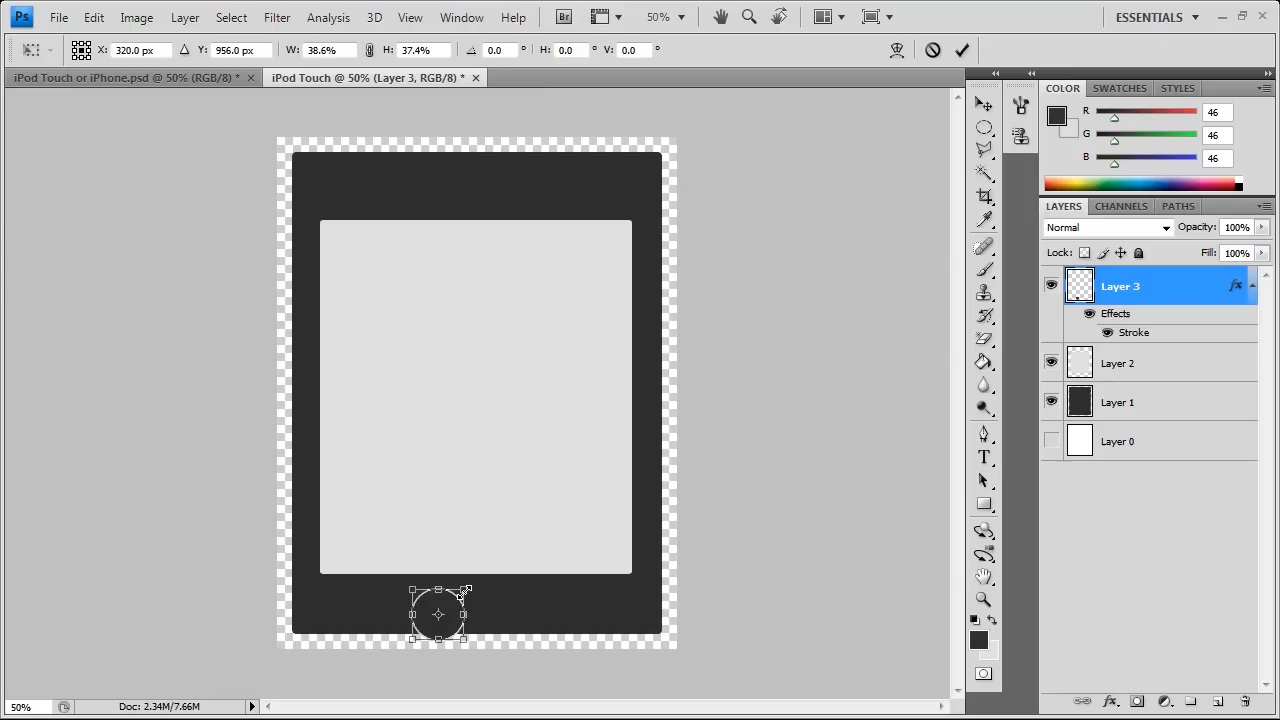 Ps File Edit Image Layer Select Filter Analysis 3D View Window Help Br 50% ESSENTIALS
X: 320.0 px Y: 956.0 px W: 38.6% H: 37.4% 0.0 ° H: 0.0 ° V: 0.0 °
iPod Touch or iPhone.psd @ 50% (RGB/8) * × iPod Touch @ 50% (Layer 3, RGB/8) * ×
COLOR SWATCHES STYLES
R 46
G 46
B 46
LAYERS CHANNELS PATHS
Normal Opacity: 100%
Lock: Fill: 100%
Layer 3 fx
Effects
Stroke
Layer 2
Layer 1
Layer 0
T
50% Doc: 2.34M/7.66M fx